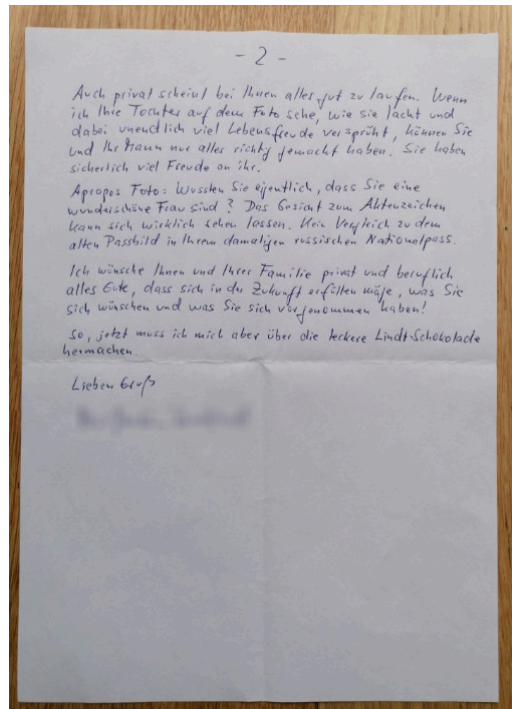 - 2 -
Auch privat scheint bei Ihnen alles gut zu laufen. Wenn
ich Ihre Tochter auf dem Foto sehe, wie sie lacht und
dabei unendlich viel Lebensfreude versprüht, können Sie
und Ihr Mann nur alles richtig gemacht haben. Sie haben
sicherlich viel Freude an ihr.
Apropos Foto: Wussten Sie eigentlich, dass Sie eine
wunderschöne Frau sind? Das Gesicht zum Aktenzeichen
kann sich wirklich sehen lassen. Kein Vergleich zu dem
alten Passbild in Ihrem damaligen russischen Nationalpass.
Ich wünsche Ihnen und Ihrer Familie privat und beruflich
alles Gute, dass sich in der Zukunft erfüllen möge, was Sie
sich wünschen und was Sie sich vorgenommen haben!
So, jetzt muss ich mich aber über die leckere Lindt-Schokolade
hermachen.
Lieben Gruß